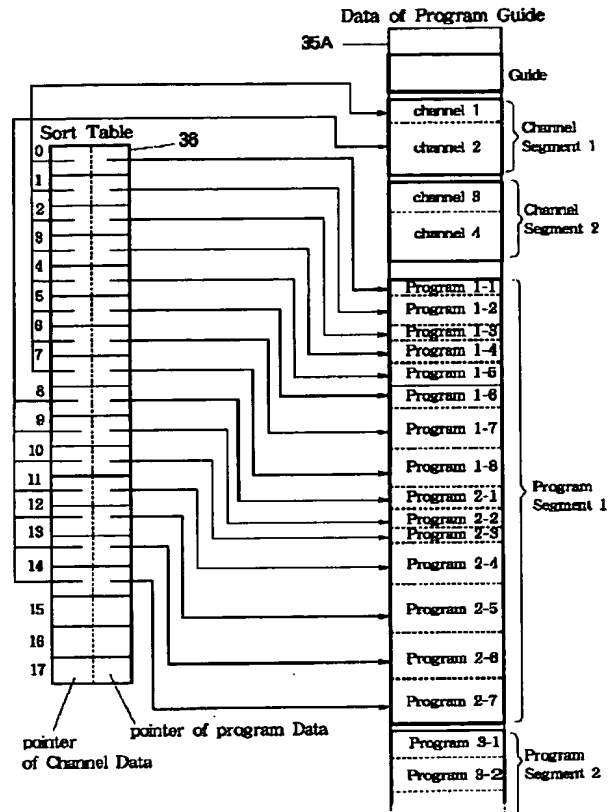 Data of Program Guide
35A
Guide
channel 1
channel 2
Channel
Segment 1
channel 3
channel 4
Channel
Segment 2
Sort Table
36
0
1
2
3
4
5
6
7
8
9
10
11
12
13
14
15
16
17
Program 1-1
Program 1-2
Program 1-3
Program 1-4
Program 1-5
Program 1-6
Program 1-7
Program 1-8
Program 2-1
Program 2-2
Program 2-3
Program 2-4
Program 2-5
Program 2-6
Program 2-7
Program
Segment 1
Program 3-1
Program 3-2
Program
Segment 2
pointer
of Channel Data
pointer of program Data